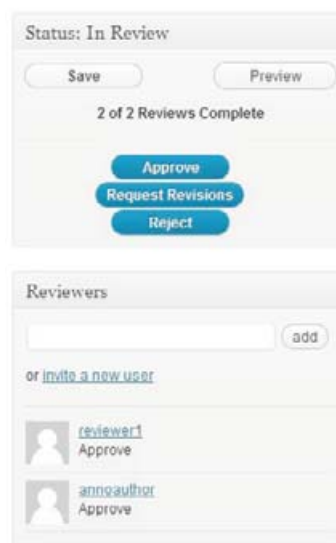 Status: In Review
Save Preview
2 of 2 Reviews Complete
Approve
Request Revisions
Reject
Reviewers
add
or invite a new user
reviewer1
Approve
annoauthor
Approve